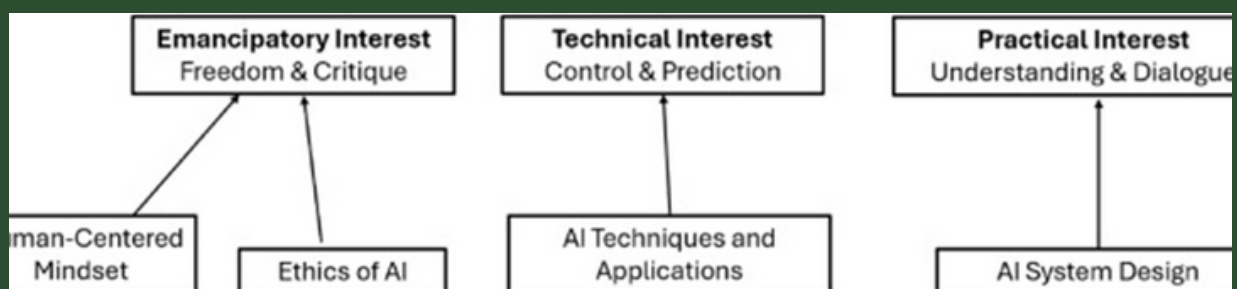 Emancipatory Interest
Freedom & Critique
Technical Interest
Control & Prediction
Practical Interest
Understanding & Dialogue
-Centered
Mindset
Ethics of AI
AI Techniques and
Applications
AI System Design